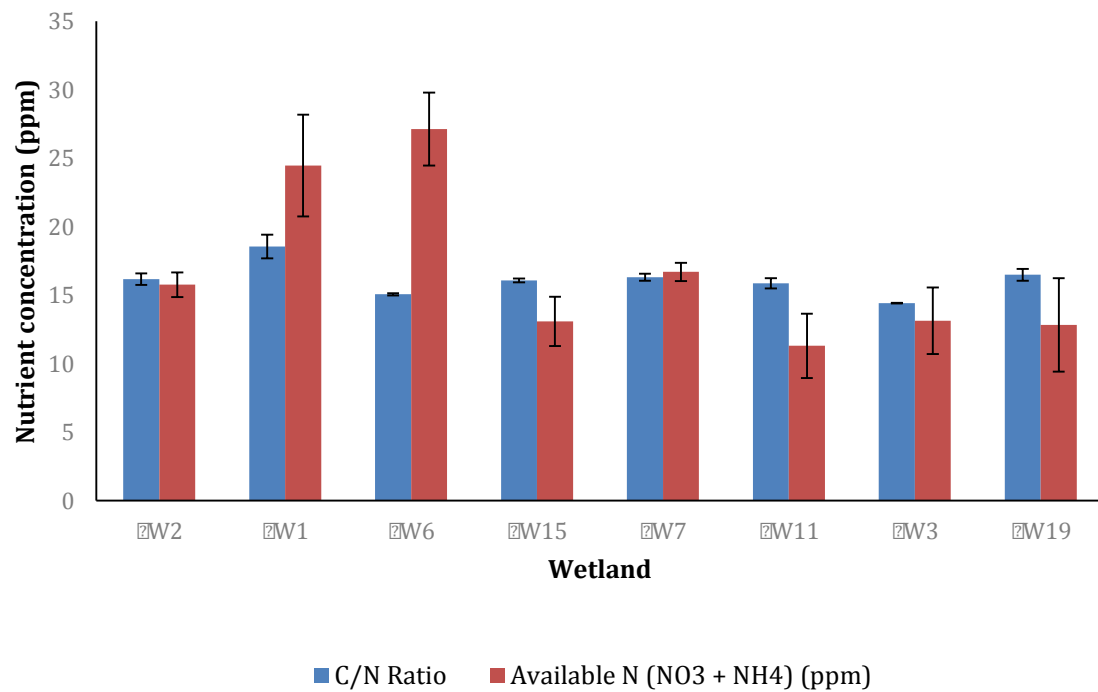 35
30
25
20
15
10
5
0
Nutrient concentration (ppm)
⍰W2 ⍰W1 ⍰W6 ⍰W15 ⍰W7 ⍰W11 ⍰W3 ⍰W19
Wetland
C/N Ratio Available N (NO3 + NH4) (ppm)